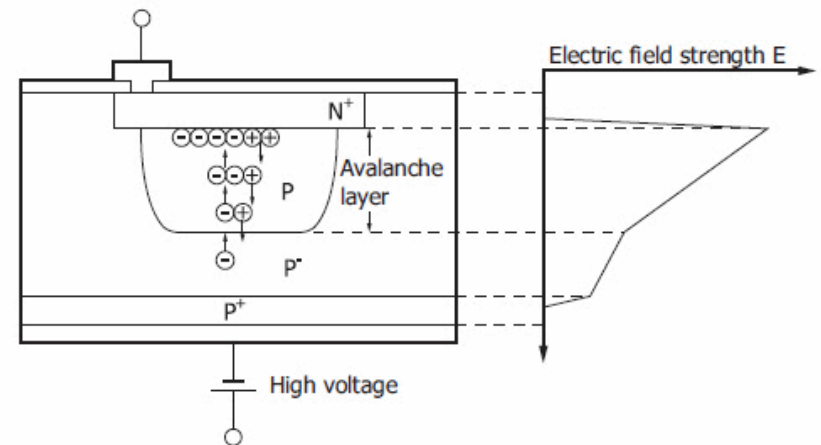 Electric field strength E
N+
⊖⊖⊖⊖⊕⊕
Avalanche
layer
⊖⊖⊕
P
⊖⊕
⊖
P-
P+
High voltage